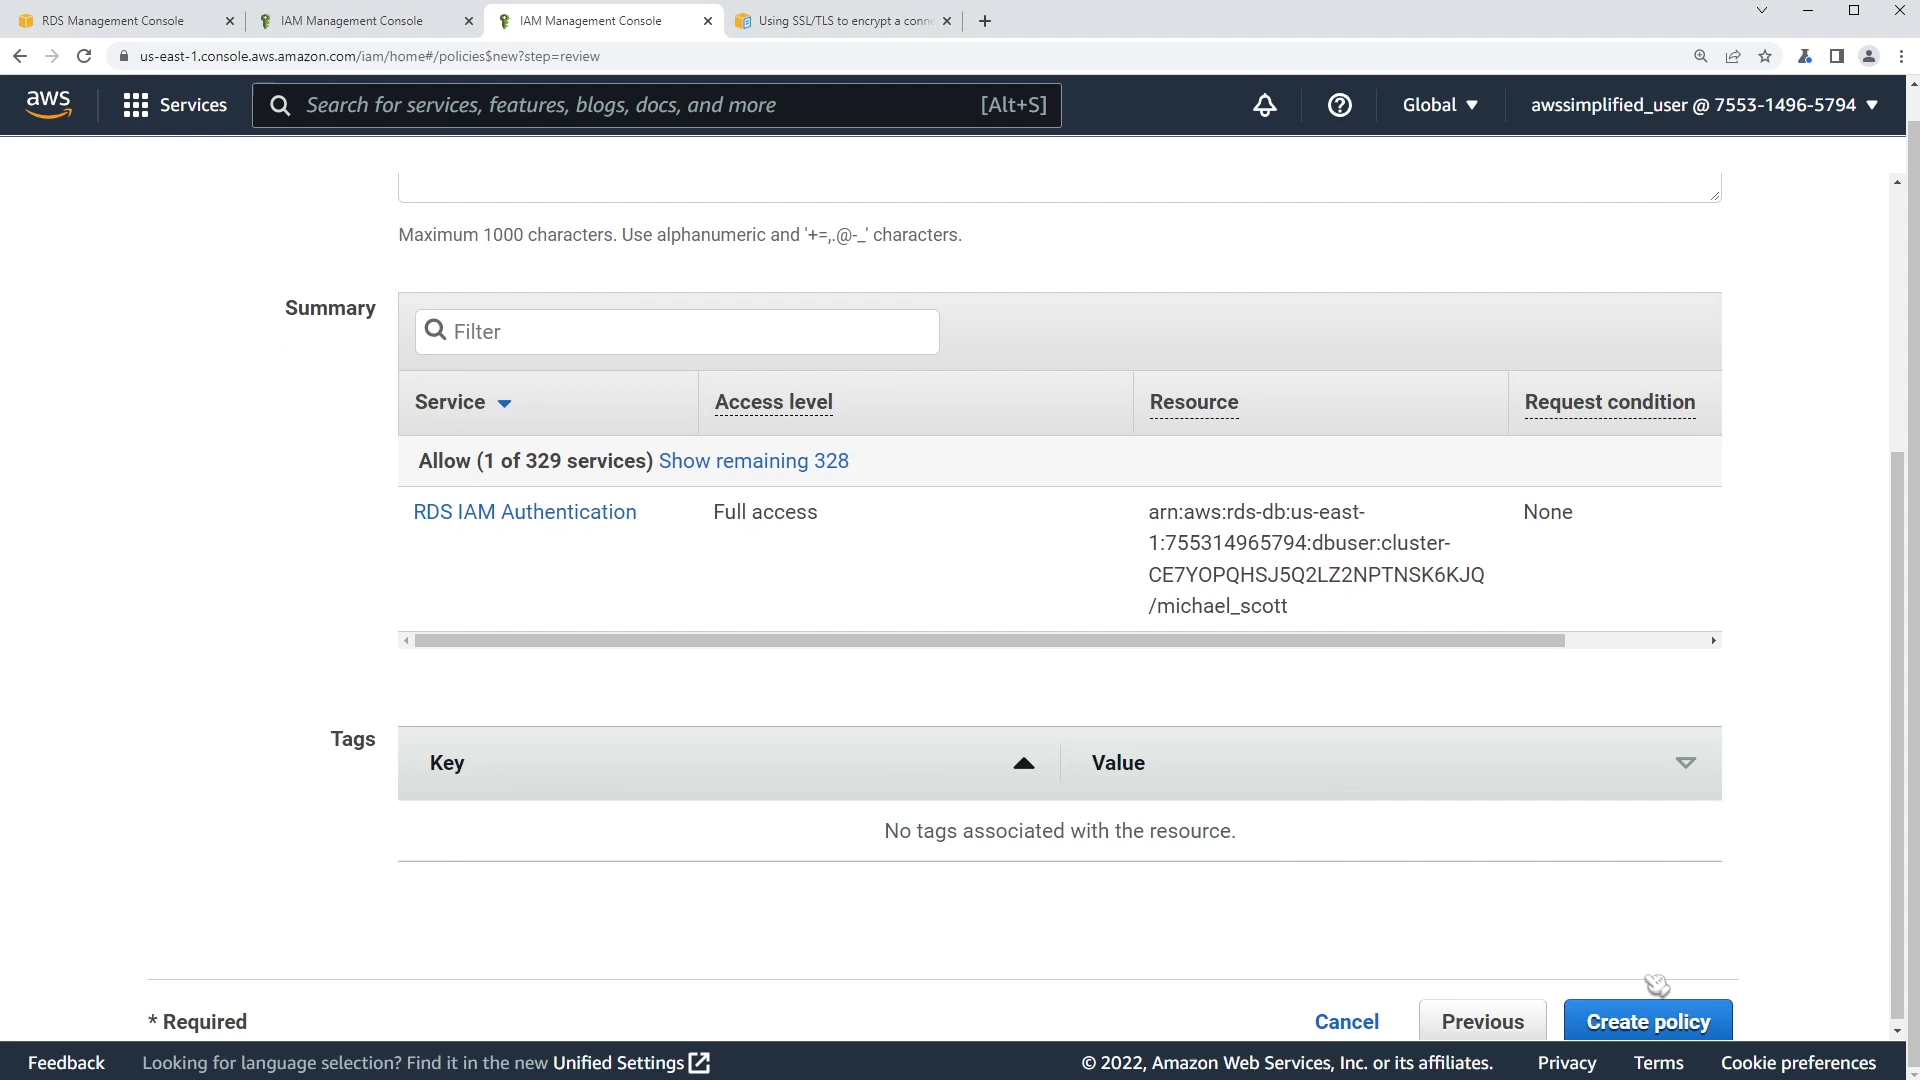 RDS Management Console
IAM Management Console
IAM Management Console
Using SSL/TLS to encrypt a conne
us-east-1.console.aws.amazon.com/iam/home#/policies$new?step=review
aws
Services
Search for services, features, blogs, docs, and more
[Alt+S]
Global
awssimplified_user @ 7553-1496-5794
Maximum 1000 characters. Use alphanumeric and '+=,.@-_' characters.
Summary
Filter
Service
Access level
Resource
Request condition
Allow (1 of 329 services) Show remaining 328
RDS IAM Authentication
Full access
arn:aws:rds-db:us-east-
1:755314965794:dbuser:cluster-
CE7YOPQHSJ5Q2LZ2NPTNSK6KJQ
/michael_scott
None
Tags
Key
Value
No tags associated with the resource.
* Required
Cancel
Previous
Create policy
Feedback
Looking for language selection? Find it in the new Unified Settings
© 2022, Amazon Web Services, Inc. or its affiliates.
Privacy
Terms
Cookie preferences